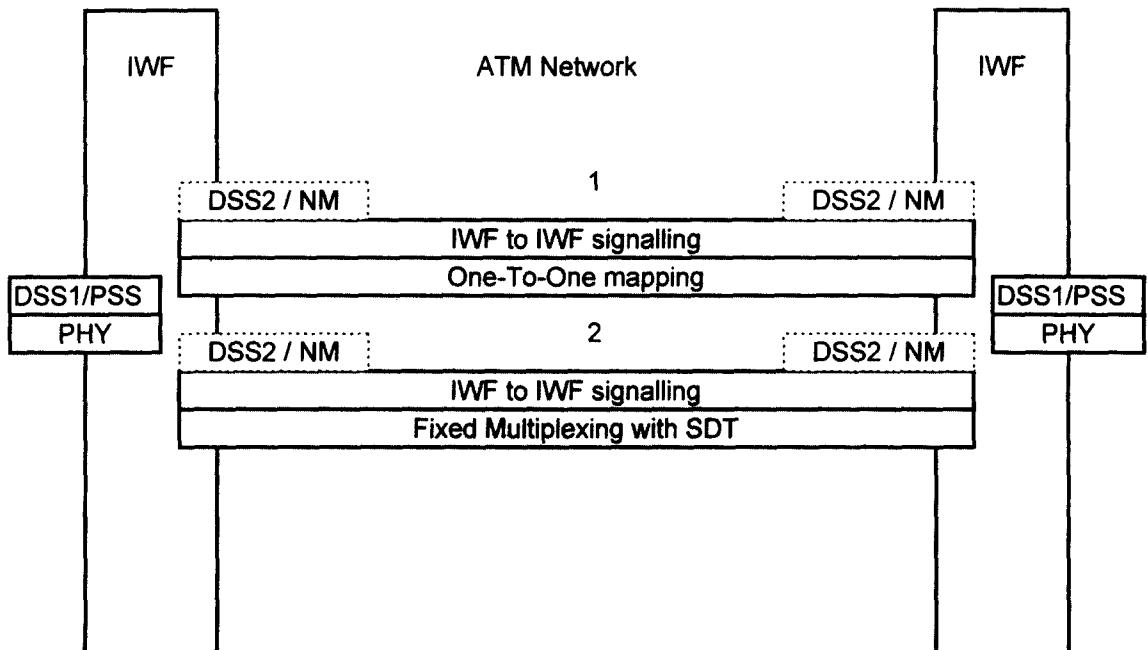 IWF ATM Network IWF
1
DSS2 / NM DSS2 / NM
IWF to IWF signalling
One-To-One mapping
DSS1/PSS DSS1/PSS
PHY 2 PHY
DSS2 / NM DSS2 / NM
IWF to IWF signalling
Fixed Multiplexing with SDT